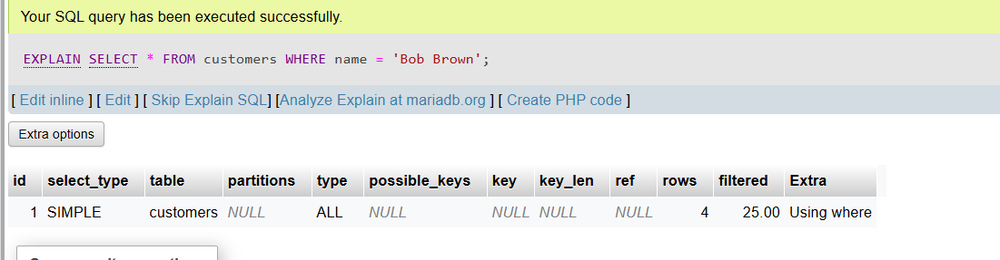 Your SQL query has been executed successfully.
EXPLAIN SELECT * FROM customers WHERE name = 'Bob Brown';
[ Edit inline ] [ Edit ] [ Skip Explain SQL] [Analyze Explain at mariadb.org ] [ Create PHP code ]
Extra options
id select_type table partitions type possible_keys key key_len ref rows filtered Extra
1 SIMPLE customers NULL ALL NULL NULL NULL NULL 4 25.00 Using where